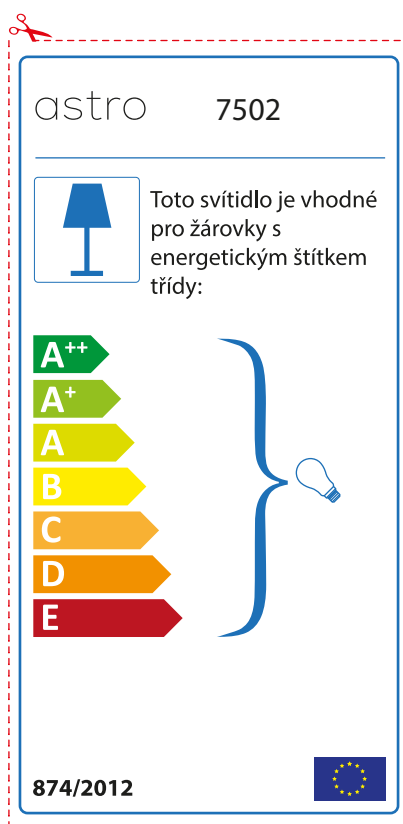 astro 7502
Toto svítidlo je vhodné
pro žárovky s
energetickým štítkem
třídy:
A++
A+
A
B
C
D
E
874/2012